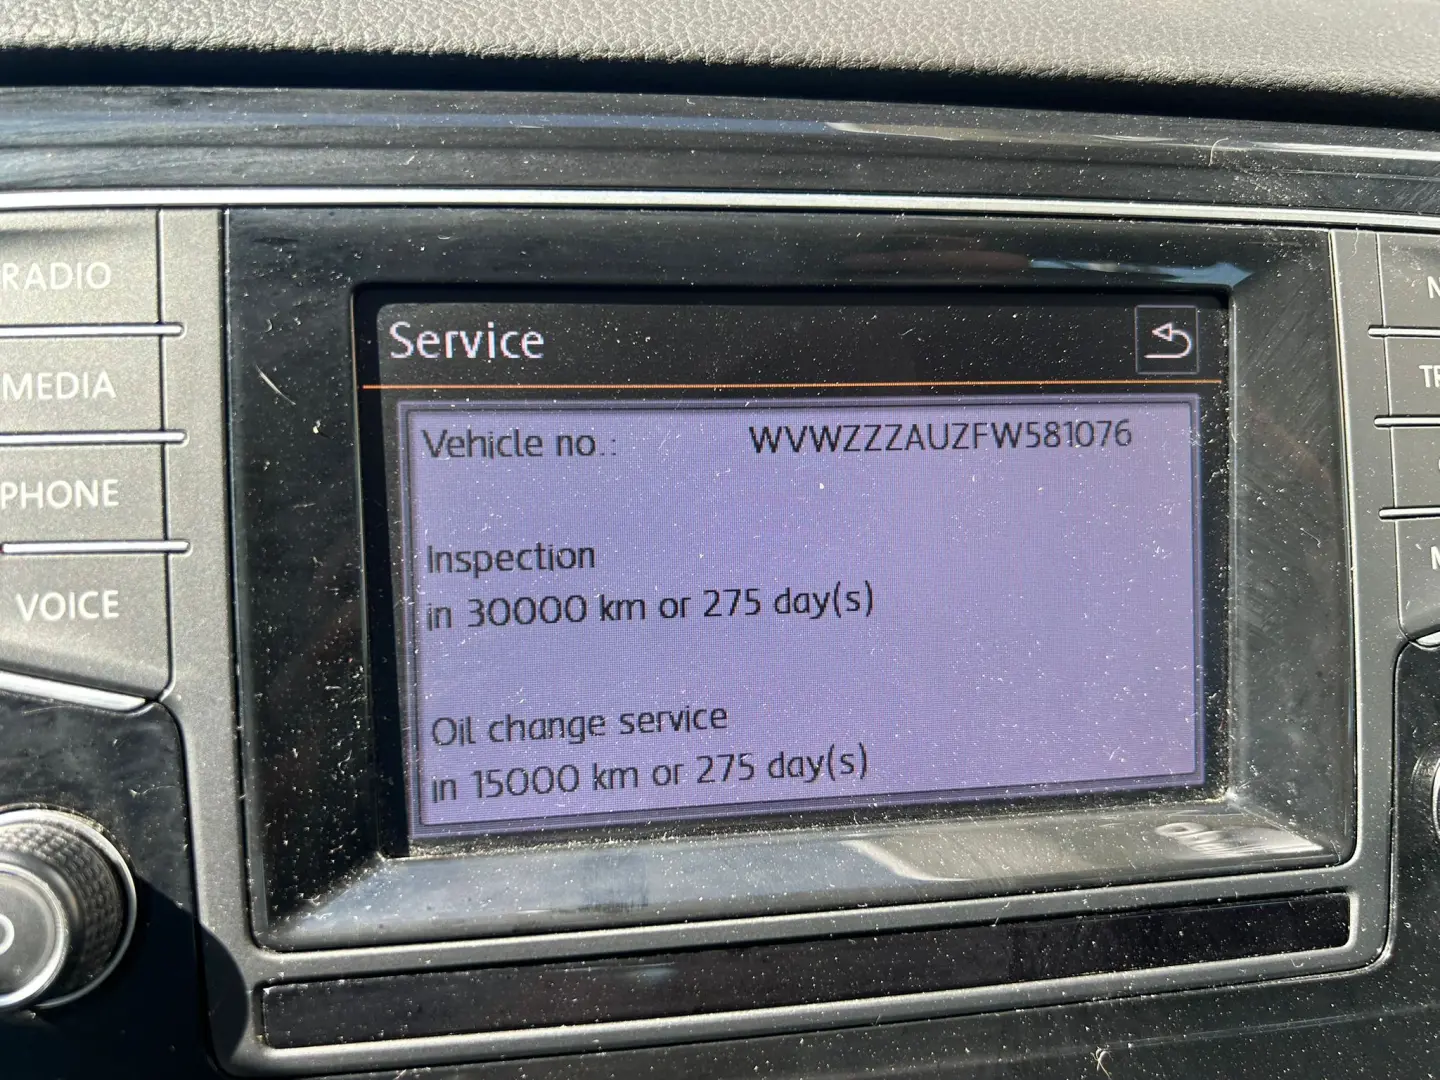 RADIO
MEDIA
PHONE
VOICE
Service
Vehicle no.: WVWZZZAUZFW581076
Inspection
in 30000 km or 275 day(s)
Oil change service
in 15000 km or 275 day(s)